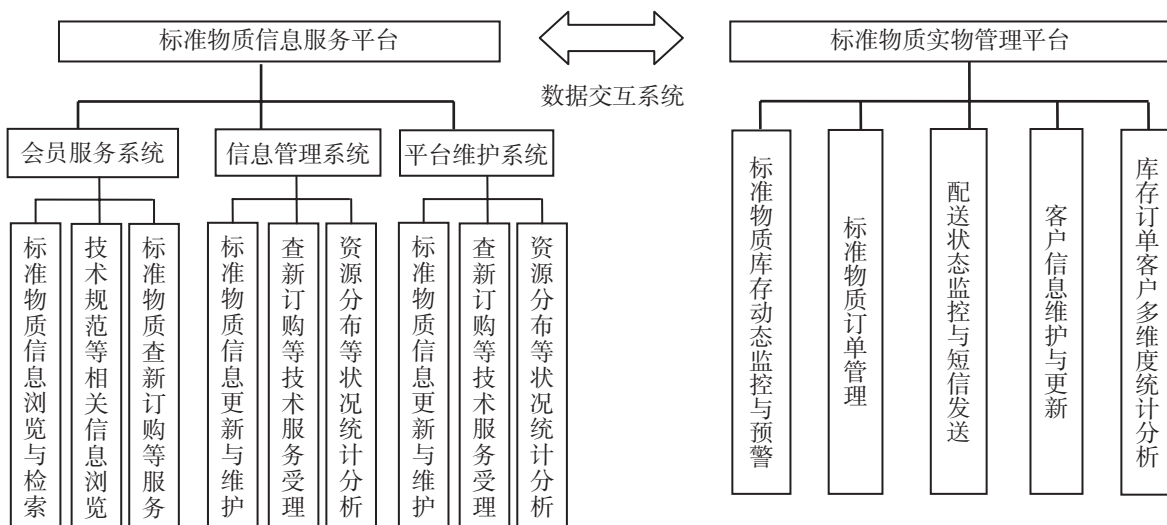 标准物质信息服务平台
标准物质实物管理平台
数据交互系统
会员服务系统
信息管理系统
平台维护系统
标准物质信息浏览与检索
技术规范等相关信息浏览
标准物质查新订购等服务
标准物质信息更新与维护
查新订购等技术服务受理
资源分布等状况统计分析
标准物质信息更新与维护
查新订购等技术服务受理
资源分布等状况统计分析
标准物质库存动态监控与预警
标准物质订单管理
配送状态监控与短信发送
客户信息维护与更新
库存订单客户多维度统计分析